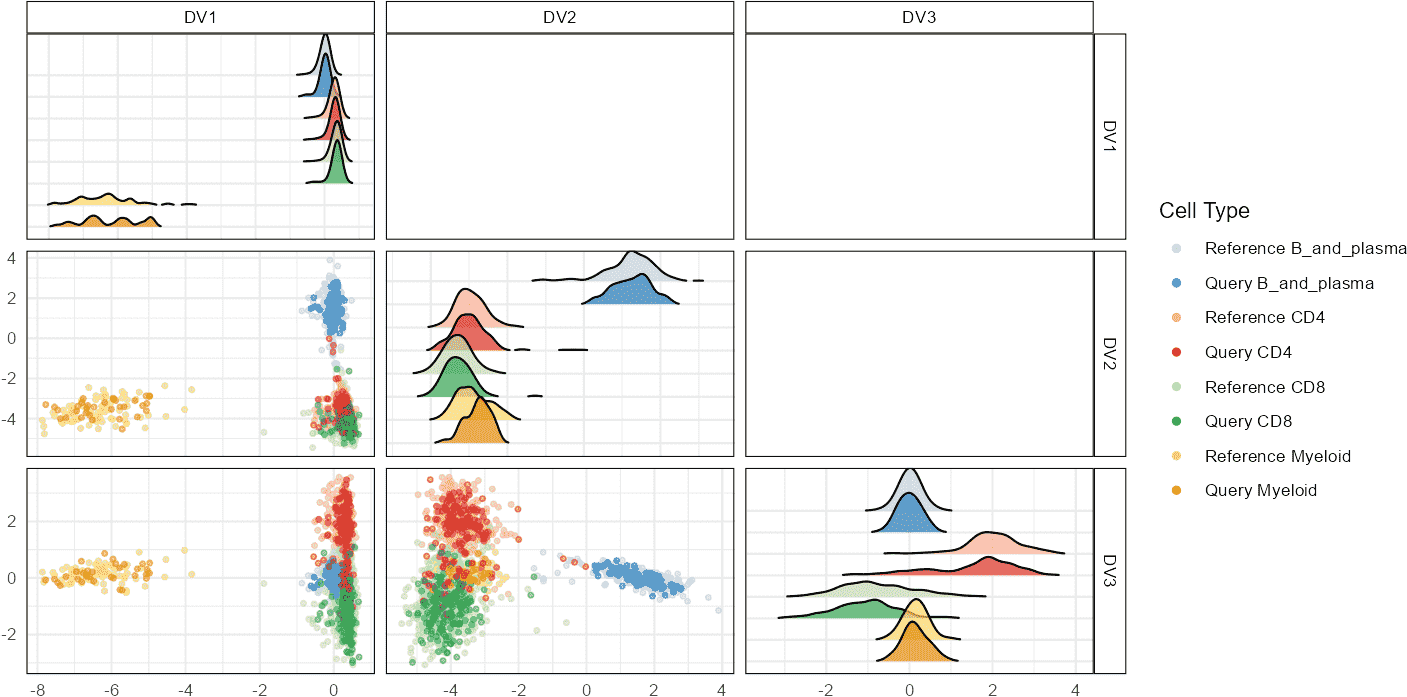 DV1
DV2
DV3
DV1
4
2
0
-2
-4
DV2
2
0
-2
DV3
-8
-6
-4
-2
0
-4
-2
0
2
4
-2
0
2
4
Cell Type
Reference B_and_plasma
Query B_and_plasma
Reference CD4
Query CD4
Reference CD8
Query CD8
Reference Myeloid
Query Myeloid